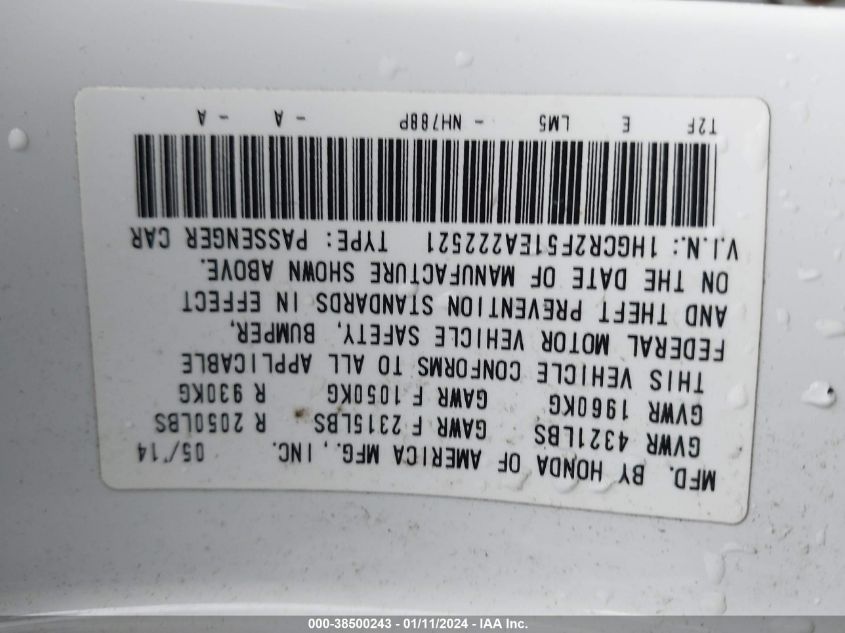 MFD. BY HONDA OF AMERICA MFG., INC. 05/14
GVWR 4321LBS GAWR F 2315LBS R 2050LBS
GVWR 1960KG GAWR F 1050KG R 930KG
THIS VEHICLE CONFORMS TO ALL APPLICABLE
FEDERAL MOTOR VEHICLE SAFETY, BUMPER,
AND THEFT PREVENTION STANDARDS IN EFFECT
ON THE DATE OF MANUFACTURE SHOWN ABOVE.
V.I.N.: 1HGCR2F51EA222521 TYPE: PASSENGER CAR
T2F E LM5 - NH788P - A - A
000-38500243 - 01/11/2024 - IAA Inc.